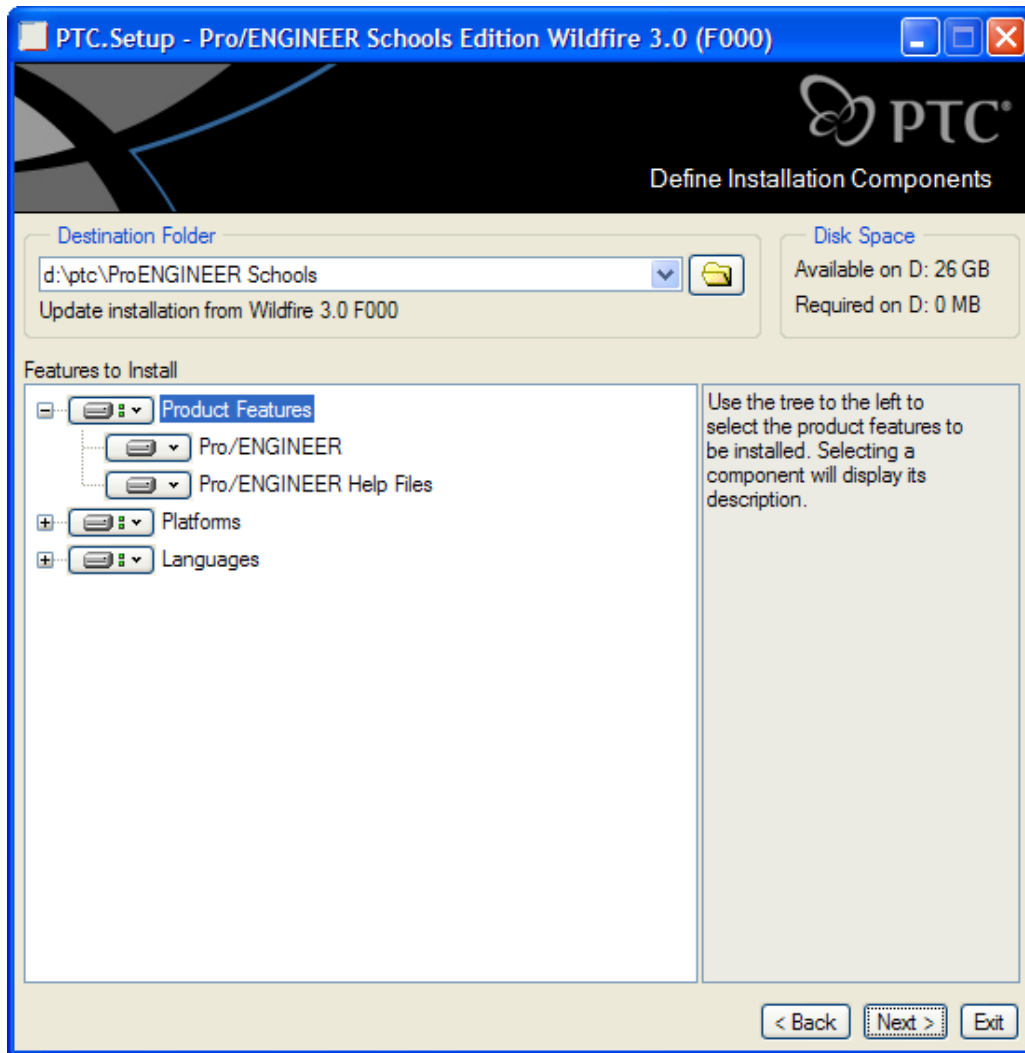 PTC.Setup - Pro/ENGINEER Schools Edition Wildfire 3.0 (F000)
PTC®
Define Installation Components
Destination Folder
d:\ptc\ProENGINEER Schools
Update installation from Wildfire 3.0 F000
Disk Space
Available on D: 26 GB
Required on D: 0 MB
Features to Install
Product Features
Pro/ENGINEER
Pro/ENGINEER Help Files
Platforms
Languages
Use the tree to the left to
select the product features to
be installed. Selecting a
component will display its
description.
< Back
Next >
Exit